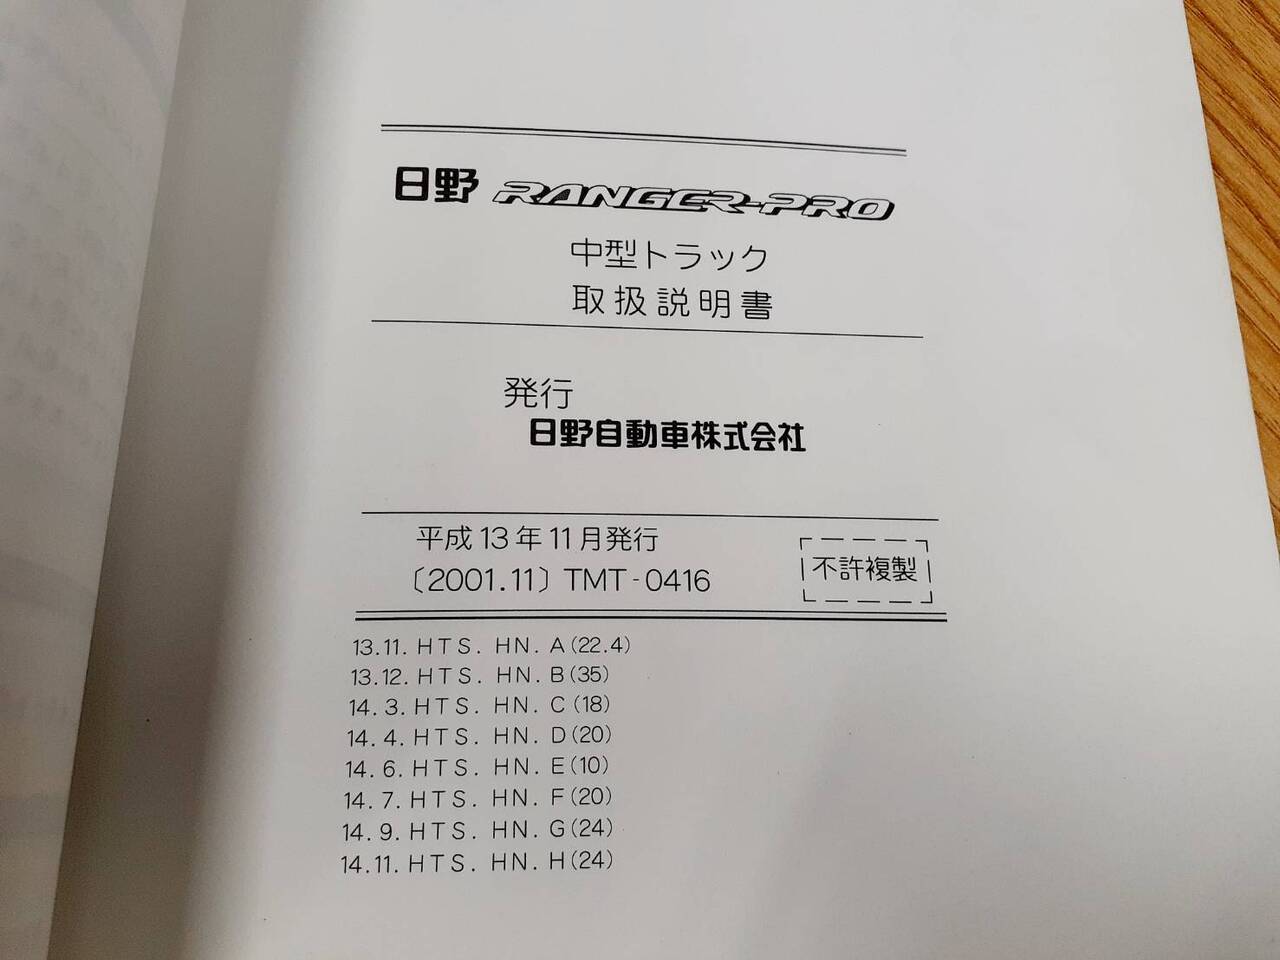 日野 RANGER-PRO
中型トラック
取扱説明書
発行
日野自動車株式会社
平成13年11月発行
〔2001.11〕TMT-0416
不許複製
13.11. HTS. HN. A(22.4)
13.12. HTS. HN. B(35)
14. 3. HTS. HN. C(18)
14. 4. HTS. HN. D(20)
14. 6. HTS. HN. E(10)
14. 7. HTS. HN. F(20)
14. 9. HTS. HN. G(24)
14.11. HTS. HN. H(24)